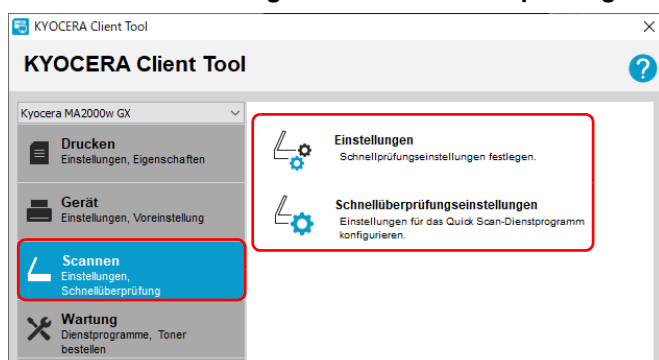 KYOCERA Client Tool
KYOCERA Client Tool
Kyocera MA2000w GX
Drucken
Einstellungen, Eigenschaften
Gerät
Einstellungen, Voreinstellung
Scannen
Einstellungen,
Schnellüberprüfung
Wartung
Dienstprogramme, Toner
bestellen
Einstellungen
Schnellprüfungseinstellungen festlegen.
Schnellüberprüfungseinstellungen
Einstellungen für das Quick Scan-Dienstprogramm
konfigurieren.